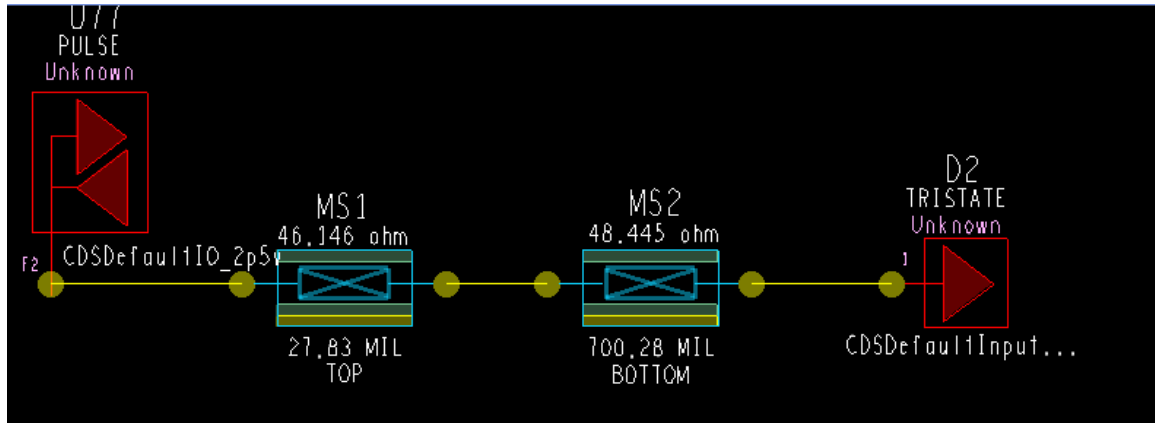 U77
PULSE
Unknown
F2
CDSDefaultIO_2p5v
MS1
46.146 ohm
27.83 MIL
TOP
MS2
48.445 ohm
700.28 MIL
BOTTOM
D2
TRISTATE
Unknown
1
CDSDefaultInput...